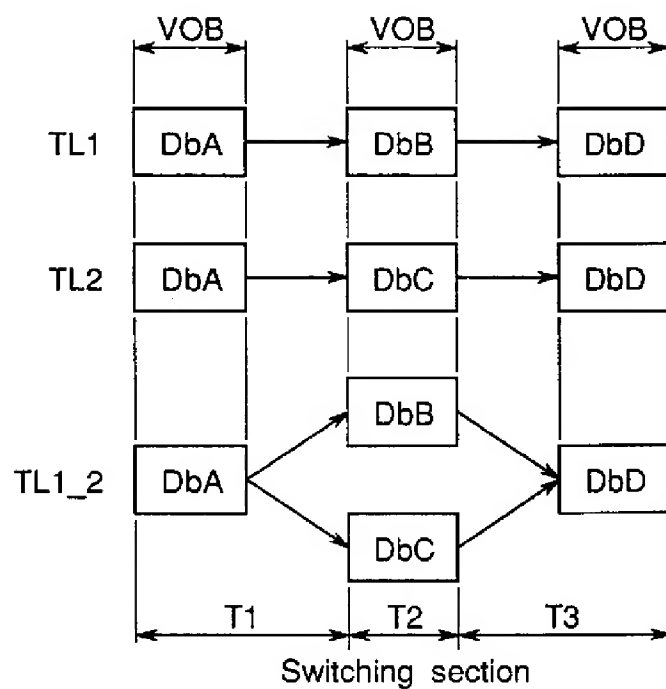 VOB VOB VOB
TL1 DbA DbB DbD
TL2 DbA DbC DbD
DbB
TL1_2 DbA DbD
DbC
T1 T2 T3
Switching section